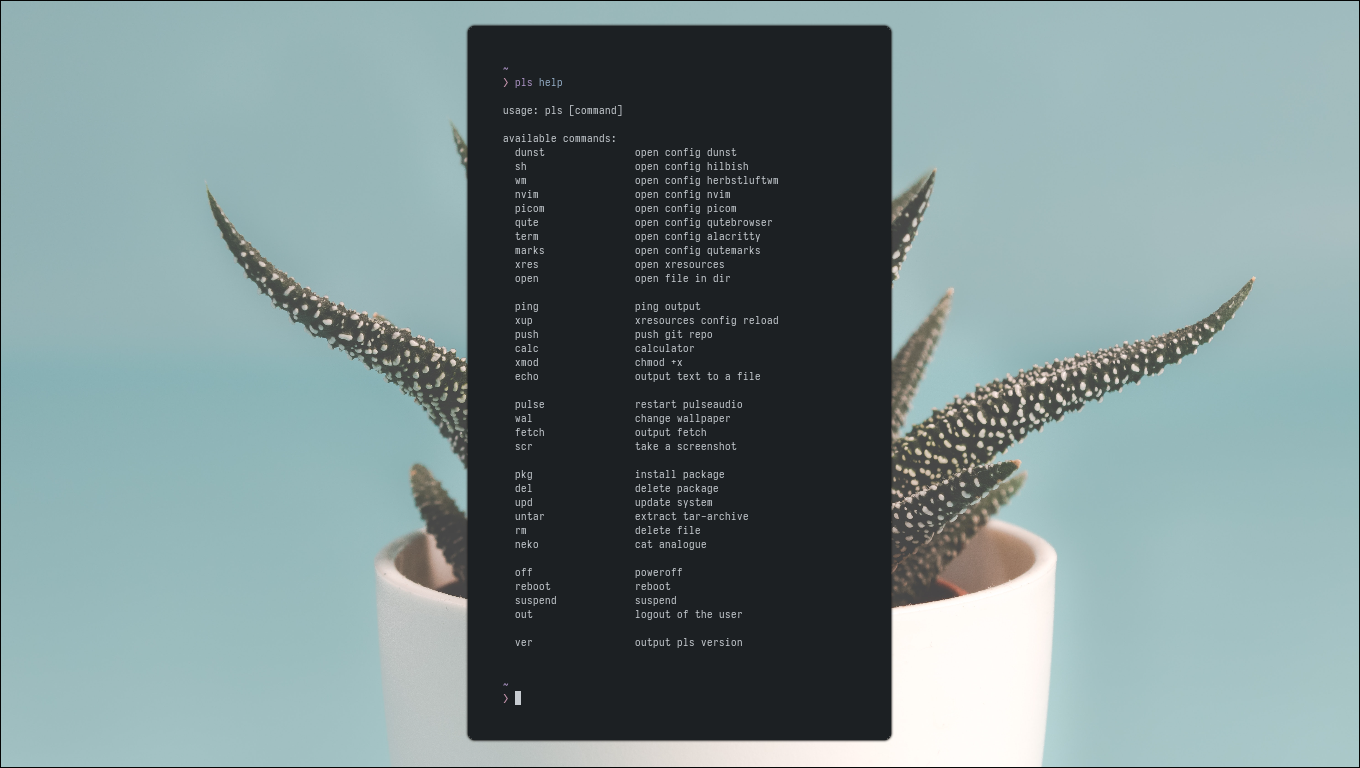 ~
❯ pls help
usage: pls [command]
available commands:
dunst open config dunst
sh open config hilbish
wm open config herbstluftwm
nvim open config nvim
picom open config picom
qute open config qutebrowser
term open config alacritty
marks open config qutemarks
xres open xresources
open open file in dir
ping ping output
xup xresources config reload
push push git repo
calc calculator
xmod chmod +x
echo output text to a file
pulse restart pulseaudio
wal change wallpaper
fetch output fetch
scr take a screenshot
pkg install package
del delete package
upd update system
untar extract tar-archive
rm delete file
neko cat analogue
off poweroff
reboot reboot
suspend suspend
out logout of the user
ver output pls version
~
❯